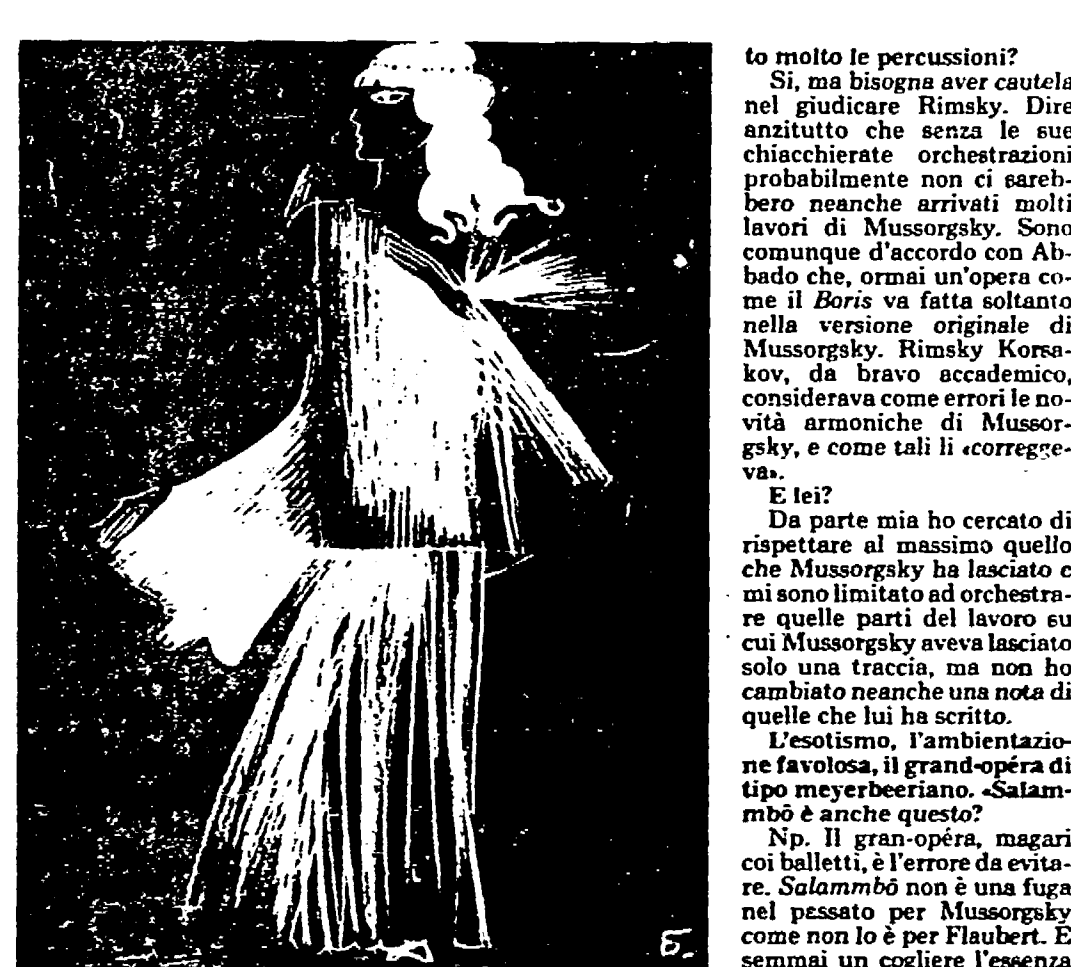 to molto le percussioni?
Si, ma bisogna aver cautela
nel giudicare Rimsky. Dire
anzitutto che senza le sue
chiacchierate orchestrazioni
probabilmente non ci sareb-
bero neanche arrivati molti
lavori di Mussorgsky. Sono
comunque d'accordo con Ab-
bado che, ormai un'opera co-
me il Boris va fatta soltanto
nella versione originale di
Mussorgsky. Rimsky Korsa-
kov, da bravo accademico,
considerava come errori le no-
vità armoniche di Mussor-
gsky, e come tali li «corregge-
va».
E lei?
Da parte mia ho cercato di
rispettare al massimo quello
che Mussorgsky ha lasciato e
mi sono limitato ad orchestra-
re quelle parti del lavoro su
cui Mussorgsky aveva lasciato
solo una traccia, ma non ho
cambiato neanche una nota di
quelle che lui ha scritto.
L'esotismo, l'ambientazio-
ne favolosa, il grand-opéra di
tipo meyerbeeriano. «Salam-
mbô è anche questo?
Np. Il gran-opéra, magari
coi balletti, è l'errore da evita-
re. Salammbô non è una fuga
nel passato per Mussorgsky
come non lo è per Flaubert. E
semmai un cogliere l'essenza